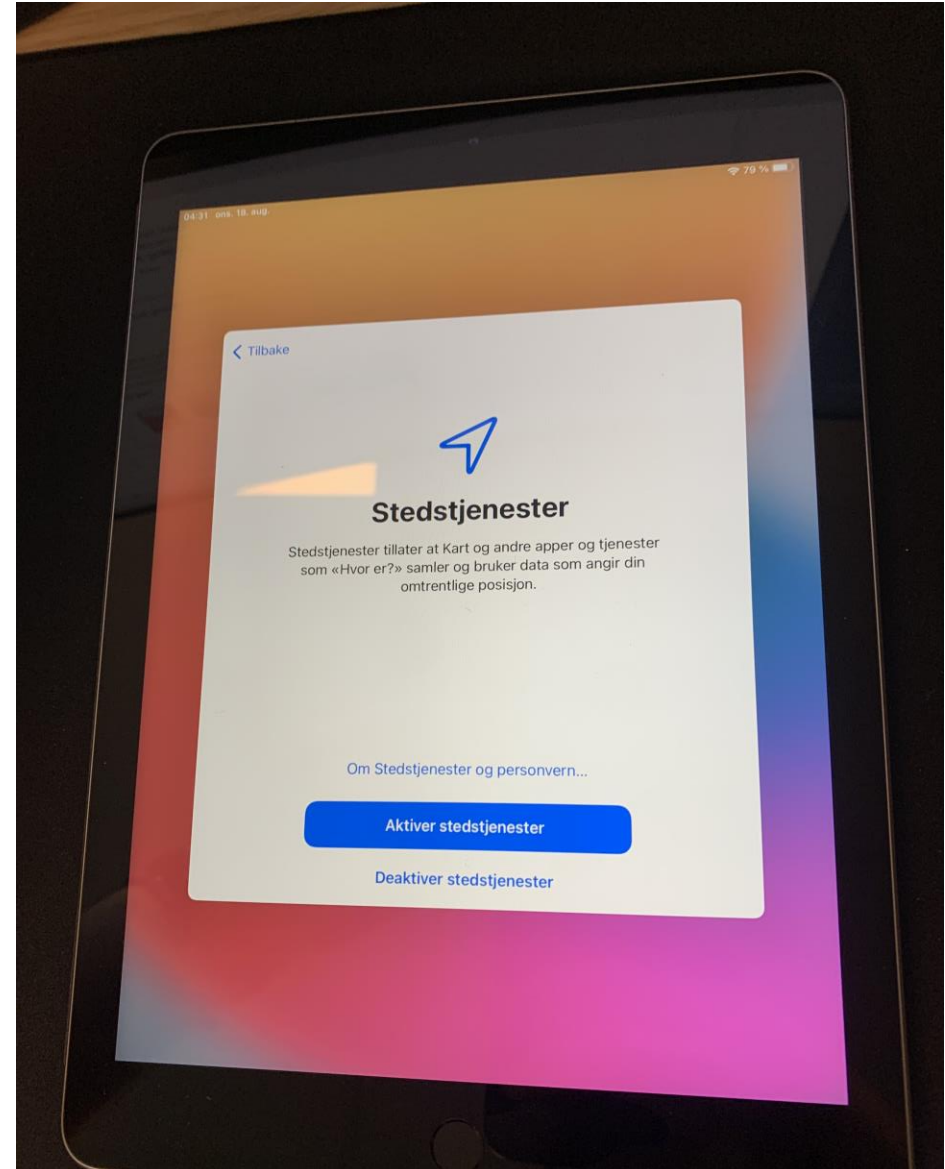 04:31 ons. 19. aug.
79 %
Tilbake
Stedstjenester
Stedstjenester tillater at Kart og andre apper og tjenester
som «Hvor er?» samler og bruker data som angir din
omtrentlige posisjon.
Om Stedstjenester og personvern...
Aktiver stedstjenester
Deaktiver stedstjenester